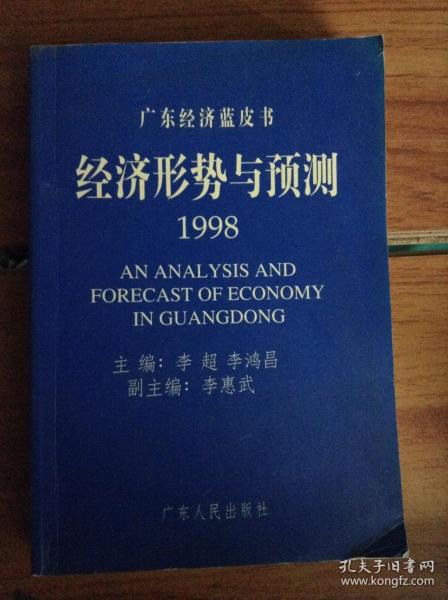 广东经济蓝皮书
经济形势与预测
1998
AN ANALYSIS AND
FORECAST OF ECONOMY
IN GUANGDONG
主 编：李 超 李鸿昌
副主编：李惠武
广东人民出版社
孔夫子旧书网
www.kongfz.com